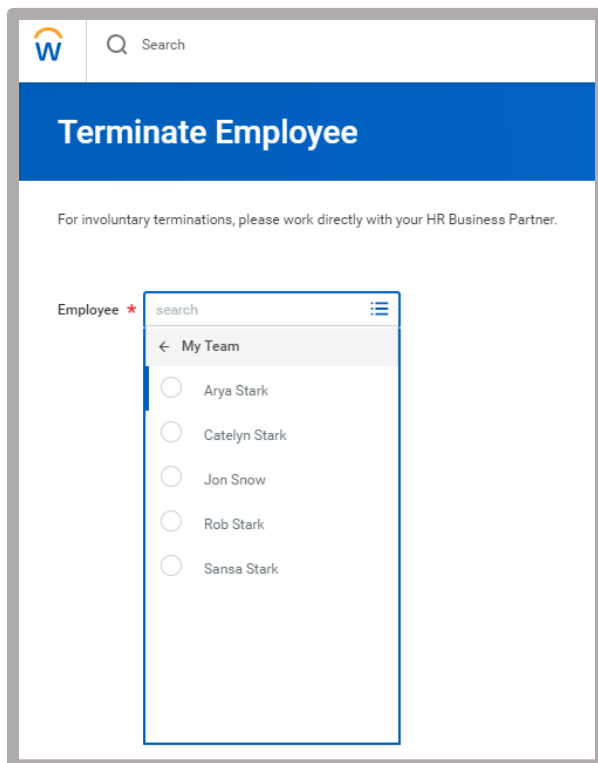 W
Search
Terminate Employee
For involuntary terminations, please work directly with your HR Business Partner.
Employee * search
← My Team
Arya Stark
Catelyn Stark
Jon Snow
Rob Stark
Sansa Stark